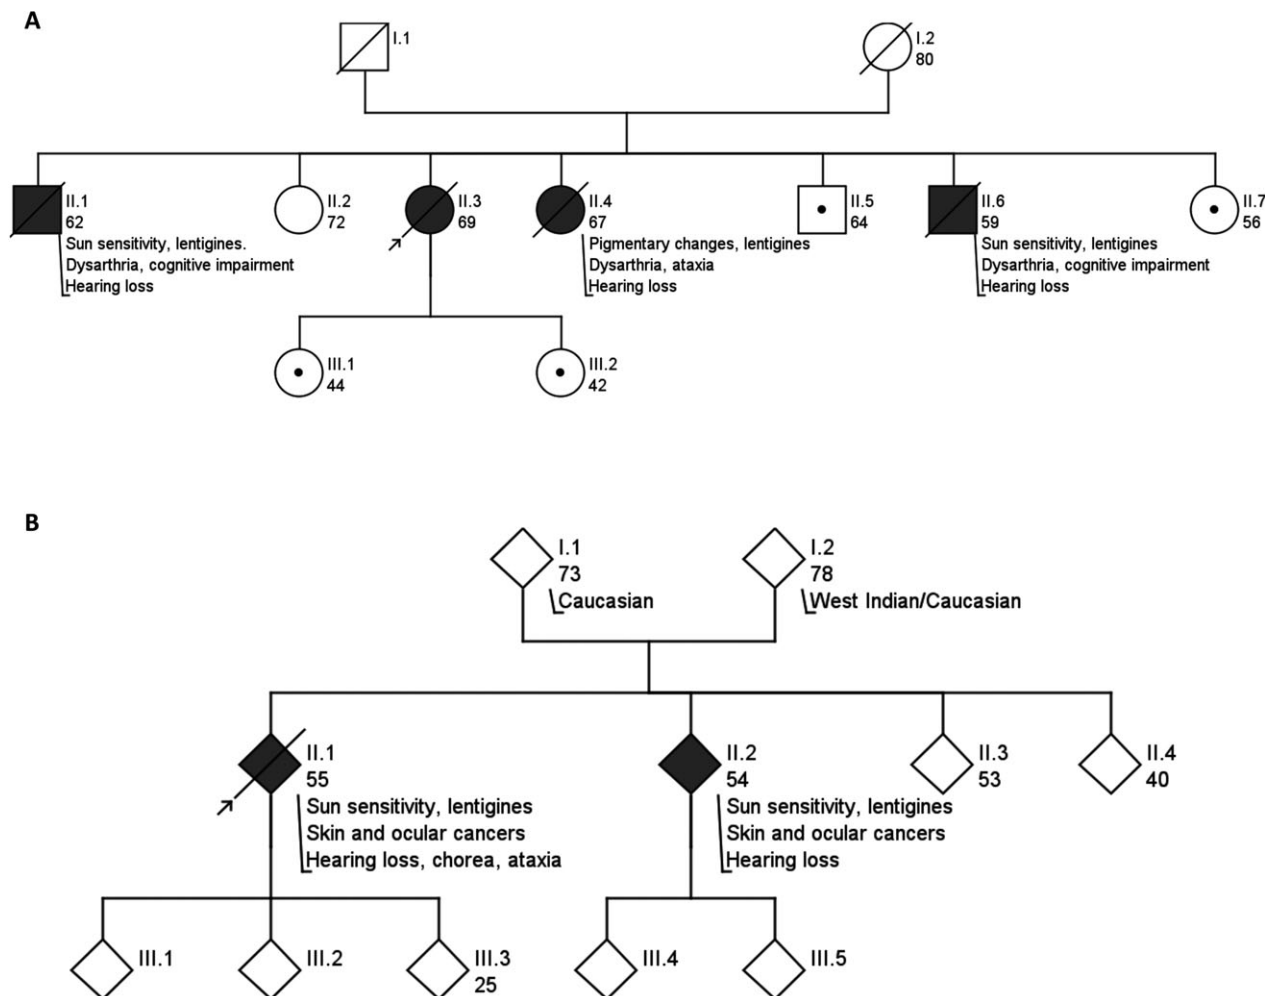 A
I.1
I.2
80
II.1
62
Sun sensitivity, lentigines.
Dysarthria, cognitive impairment
Hearing loss
II.2
72
II.3
69
II.4
67
Pigmentary changes, lentigines
Dysarthria, ataxia
Hearing loss
II.5
64
II.6
59
Sun sensitivity, lentigines
Dysarthria, cognitive impairment
Hearing loss
II.7
56
III.1
44
III.2
42
B
I.1
73
Caucasian
I.2
78
West Indian/Caucasian
II.1
55
Sun sensitivity, lentigines
Skin and ocular cancers
Hearing loss, chorea, ataxia
II.2
54
Sun sensitivity, lentigines
Skin and ocular cancers
Hearing loss
II.3
53
II.4
40
III.1
III.2
III.3
25
III.4
III.5